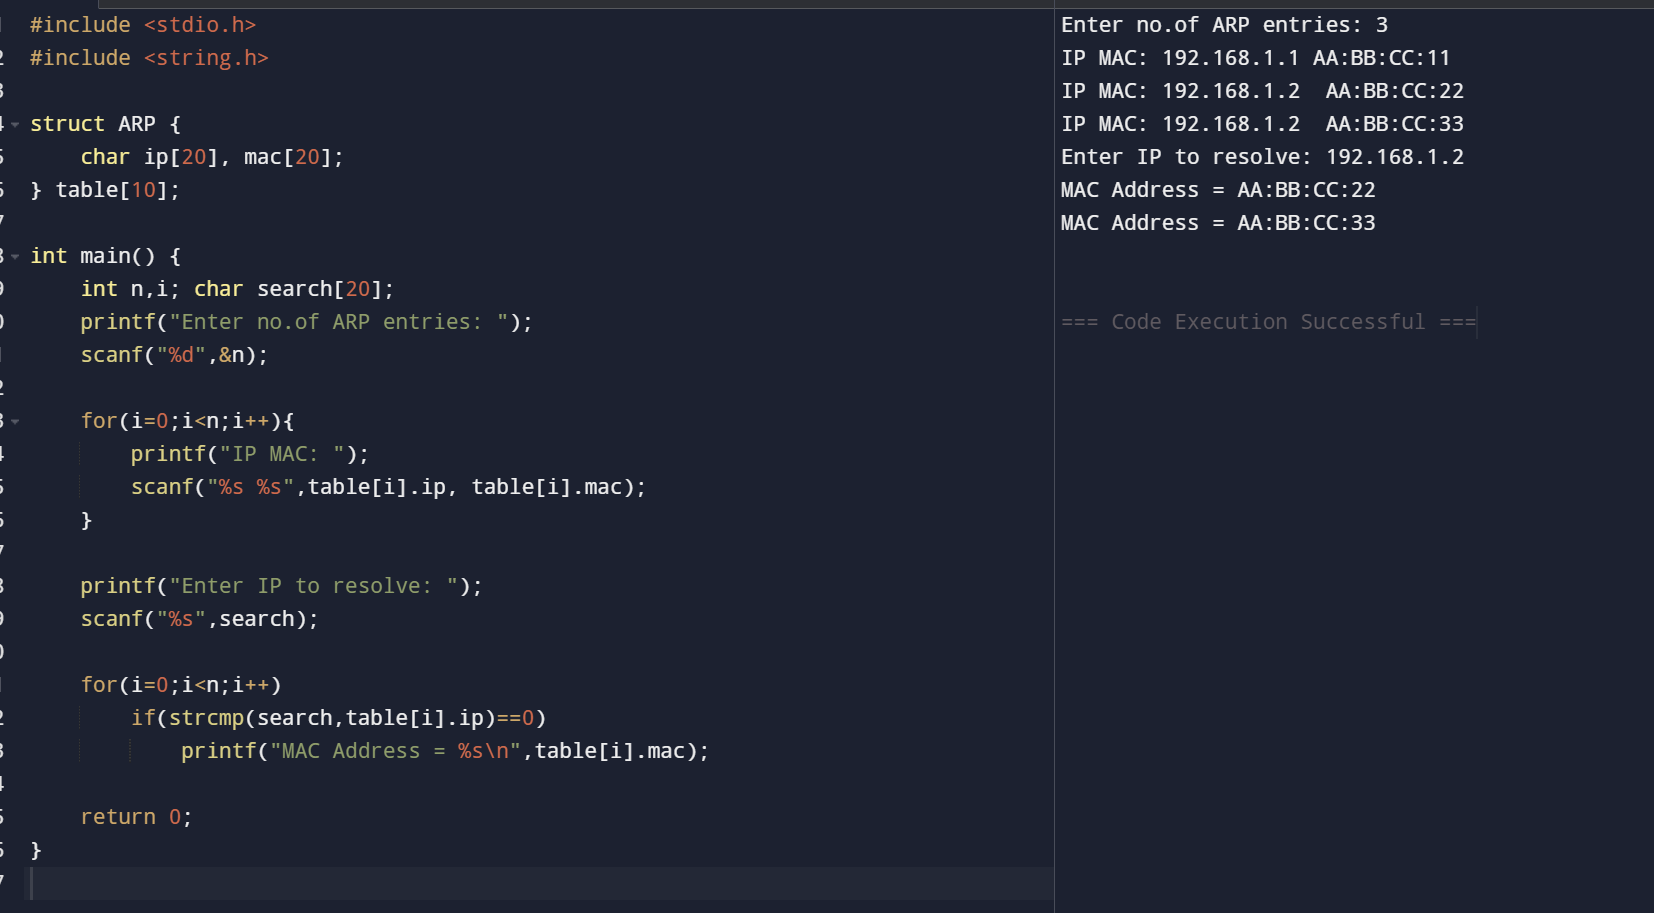 #include <stdio.h>
#include <string.h>
struct ARP {
    char ip[20], mac[20];
} table[10];
int main() {
    int n,i; char search[20];
    printf("Enter no.of ARP entries: ");
    scanf("%d",&n);
    for(i=0;i<n;i++){
        printf("IP MAC: ");
        scanf("%s %s",table[i].ip, table[i].mac);
    }
    printf("Enter IP to resolve: ");
    scanf("%s",search);
    for(i=0;i<n;i++)
        if(strcmp(search,table[i].ip)==0)
            printf("MAC Address = %s\n",table[i].mac);
    return 0;
}
Enter no.of ARP entries: 3
IP MAC: 192.168.1.1 AA:BB:CC:11
IP MAC: 192.168.1.2  AA:BB:CC:22
IP MAC: 192.168.1.2  AA:BB:CC:33
Enter IP to resolve: 192.168.1.2
MAC Address = AA:BB:CC:22
MAC Address = AA:BB:CC:33
=== Code Execution Successful ===